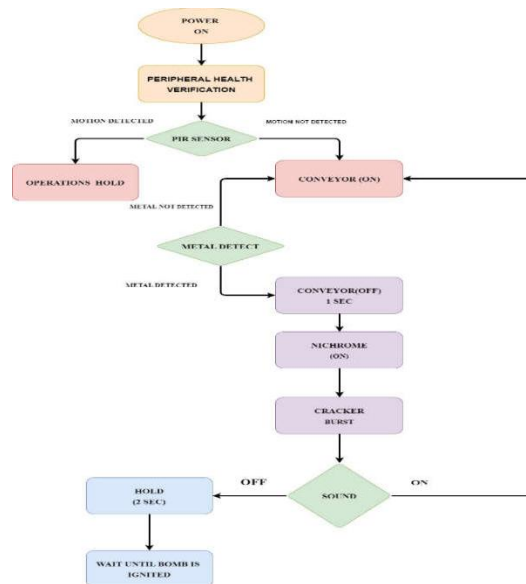 POWER
ON
PERIPHERAL HEALTH
VERIFICATION
MOTION DETECTED
MOTION NOT DETECTED
PIR SENSOR
OPERATIONS HOLD
CONVEYOR (ON)
METAL NOT DETECTED
METAL DETECT
METAL DETECTED
CONVEYOR(OFF)
1 SEC
NICHROME
(ON)
CRACKER
BURST
OFF
ON
SOUND
HOLD
(2 SEC)
WAIT UNTIL BOMB IS
IGNITED